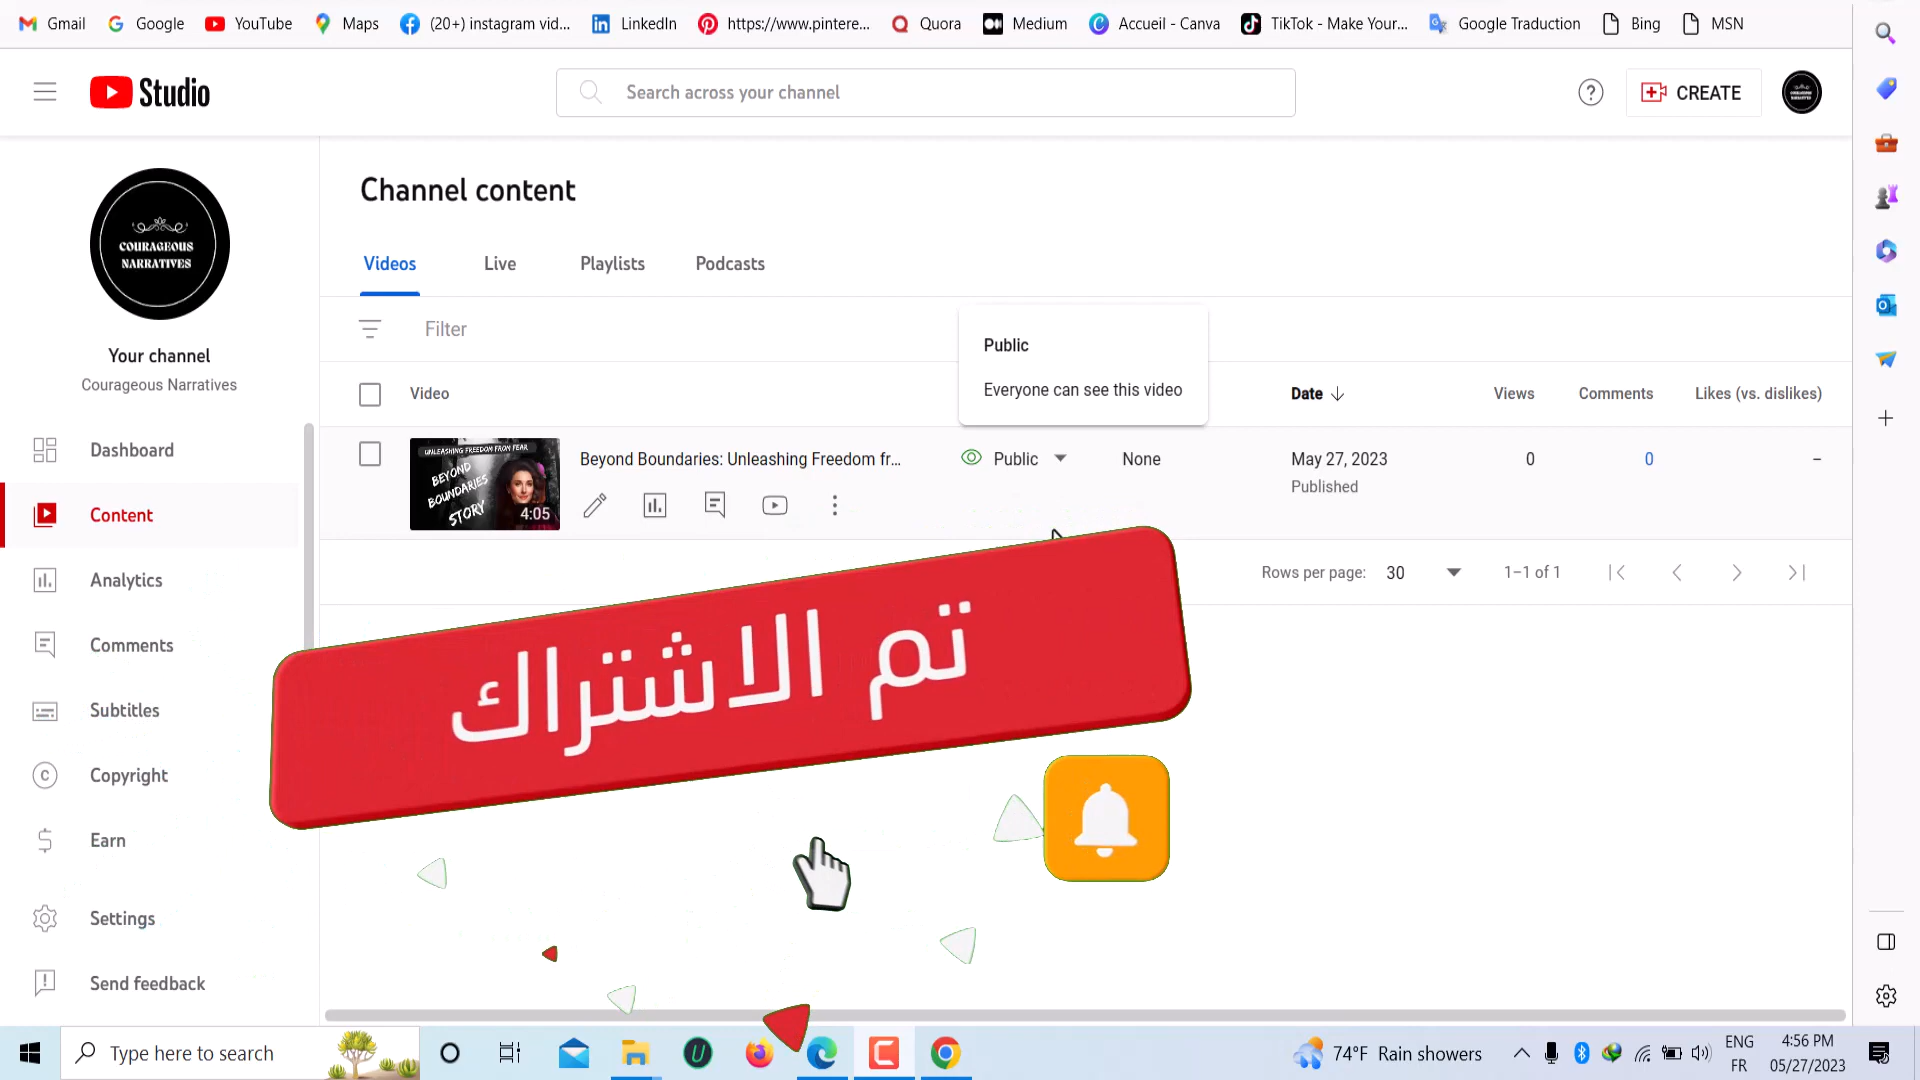 Gmail
Google
YouTube
Maps
(20+) instagram vid...
LinkedIn
https://www.pintere...
Quora
Medium
Accueil - Canva
TikTok - Make Your...
Google Traduction
Bing
MSN
Studio
Search across your channel
CREATE
COURAGEOUS
NARRATIVES
Your channel
Courageous Narratives
Dashboard
Content
Analytics
Comments
Subtitles
Copyright
Earn
Settings
Send feedback
Channel content
Videos
Live
Playlists
Podcasts
Filter
Public
Everyone can see this video
Video
Date
Views
Comments
Likes (vs. dislikes)
UNLEASHING FREEDOM FROM FEAR
BEYOND
BOUNDARIES
STORY
4:05
Beyond Boundaries: Unleashing Freedom fr...
Public
None
May 27, 2023
Published
0
0
–
Rows per page:
30
1–1 of 1
تم الاشتراك
Type here to search
74°F Rain showers
ENG
FR
4:56 PM
05/27/2023